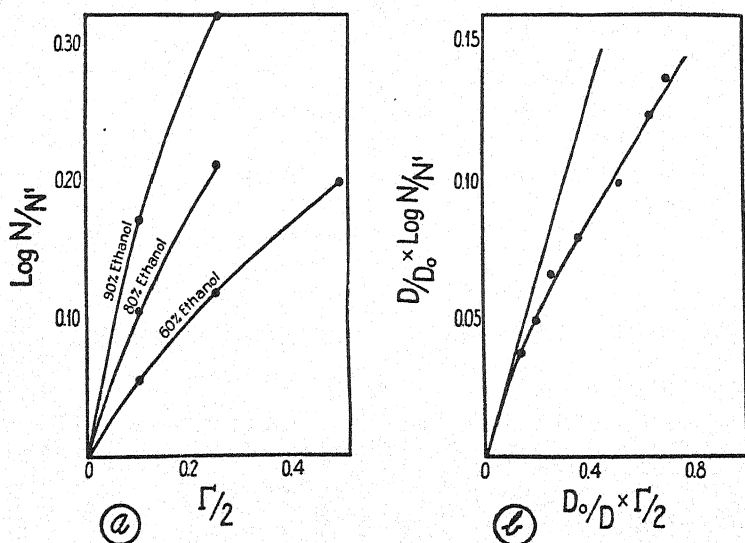 0.30
0.20
0.10
Log N/N'
90% Ethanol
80% Ethanol
60% Ethanol
0
0.2
0.4
Γ/2
a
0.15
0.10
0.05
D/D₀ × Log N/N'
0
0.4
0.8
D₀/D × Γ/2
b